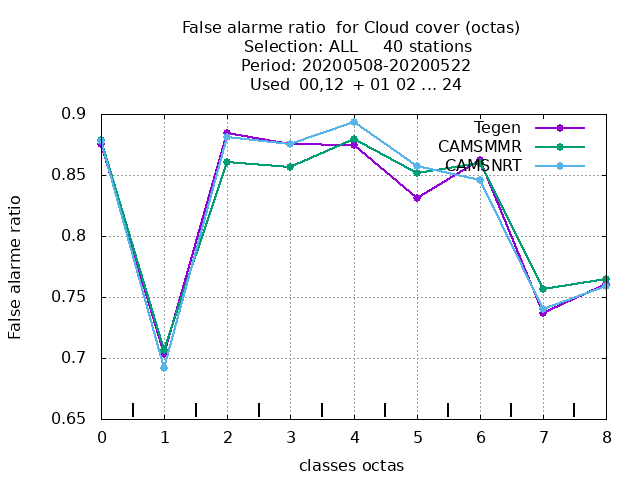 False alarme ratio  for Cloud cover (octas)
Selection: ALL     40 stations
Period: 20200508-20200522
Used  00,12  + 01 02 ... 24
Tegen
CAMSMMR
CAMSNRT
False alarme ratio
0.9
0.85
0.8
0.75
0.7
0.65
0 1 2 3 4 5 6 7 8
classes octas